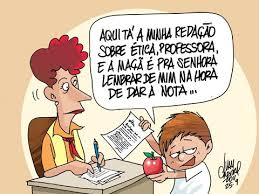 AQUI TÁ A MINHA REDAÇÃO
SOBRE ÉTICA, PROFESSORA,
E A MAÇÃ É PRA SENHORA
LEMBRAR DE MIM NA HORA
DE DAR A NOTA...